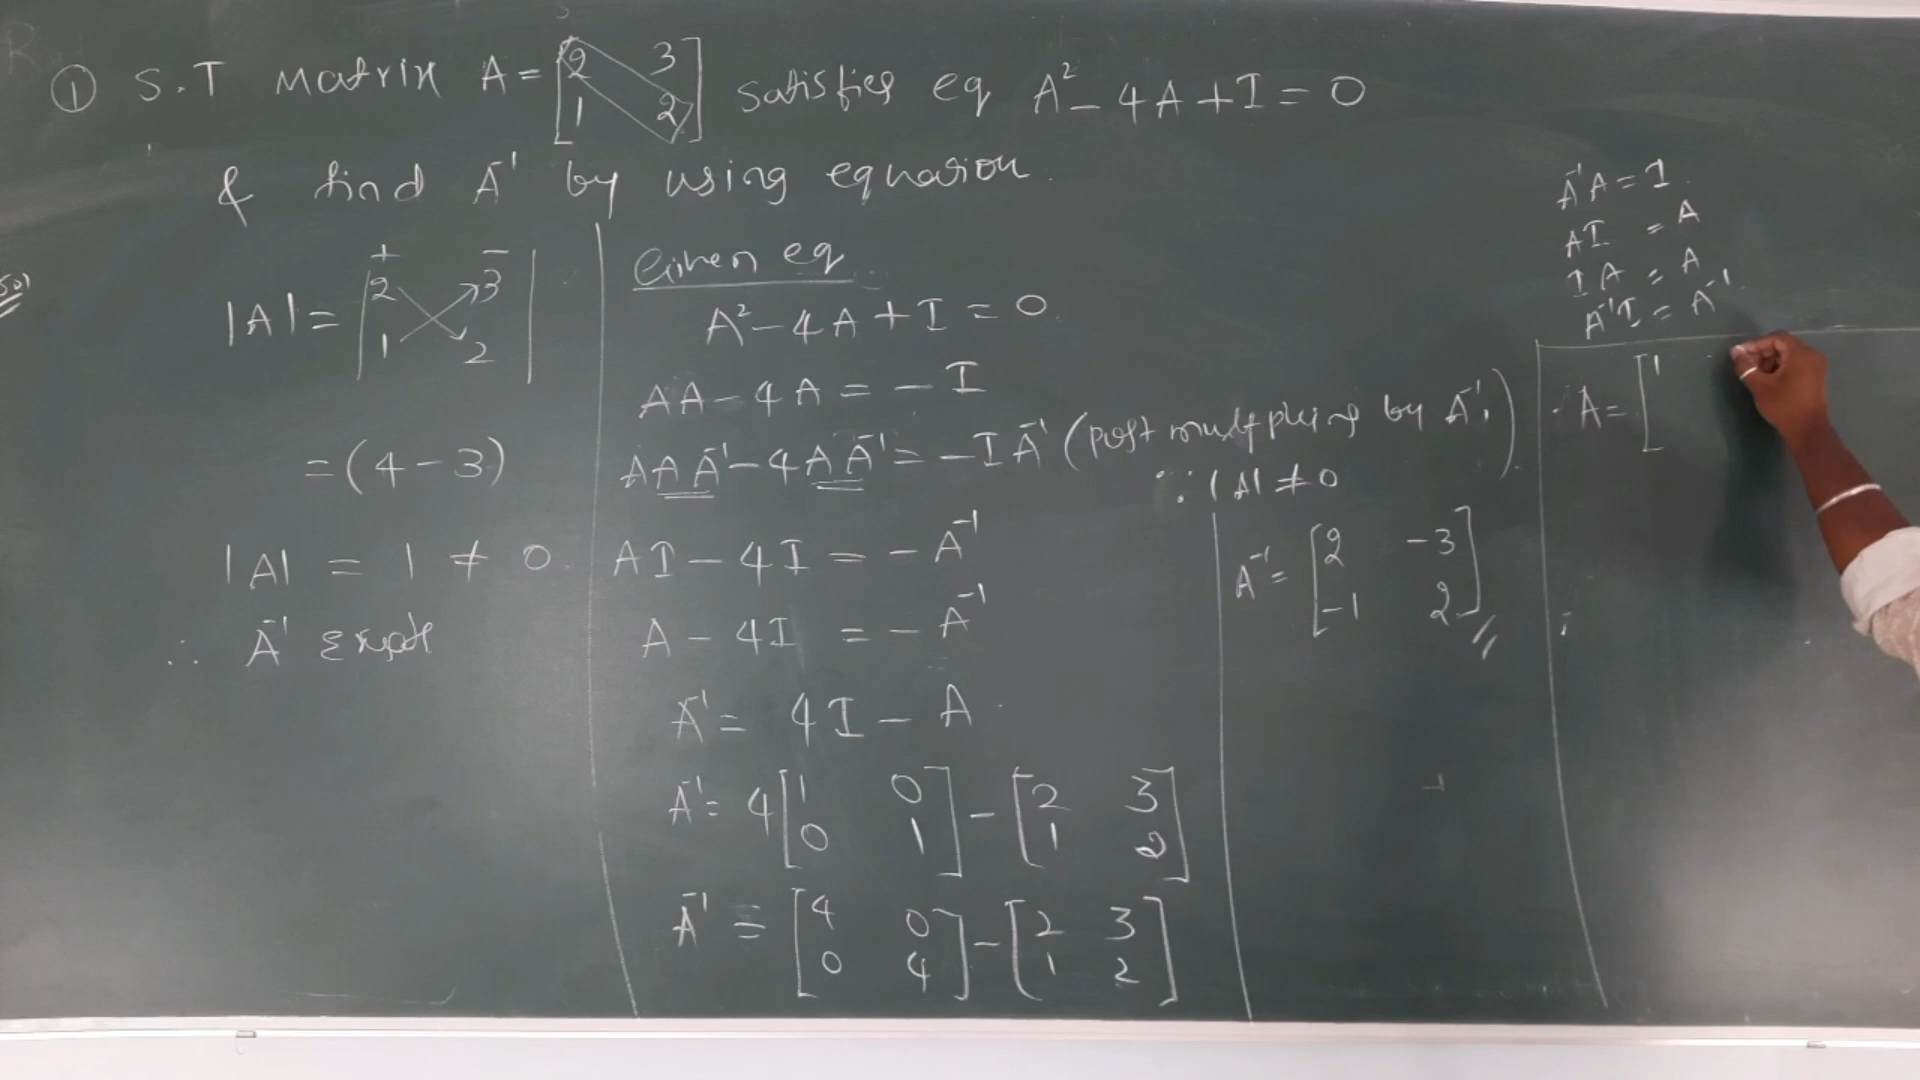 ① S.T Matrix A = [2 3
1 2] satisfies eq A² - 4A + I = 0
& find A⁻¹ by using equation.
Sol
+ -
|A| = |2 3
1 2|
= (4 - 3)
|A| = 1 ≠ 0.
∴ A⁻¹ exist
Given eq
A² - 4A + I = 0.
AA - 4A = - I
AAA⁻¹ - 4AA⁻¹ = - IA⁻¹ (post multiplying by A⁻¹.)
∵ |A| ≠ 0
AI - 4I = - A⁻¹
A - 4I = - A⁻¹
A⁻¹ = 4I - A.
A⁻¹ = 4 [1 0
0 1] - [2 3
1 2]
A⁻¹ = [4 0
0 4] - [2 3
1 2]
A⁻¹ = [2 -3
-1 2] //
A⁻¹A = I.
AI = A
IA = A
A⁻¹I = A⁻¹.
A = [1